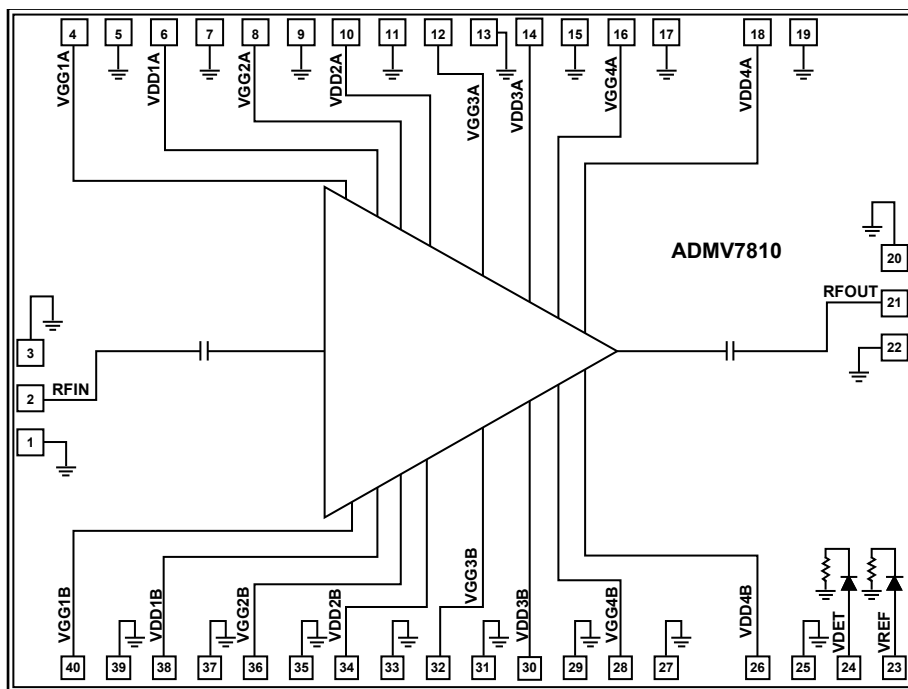 4 5 6 7 8 9 10 11 12 13 14 15 16 17 18 19
VGG1A
VDD1A
VGG2A
VDD2A
VGG3A
VDD3A
VGG4A
VDD4A
ADMV7810
20
RFOUT 21
22
3
2 RFIN
1
VGG1B
VDD1B
VGG2B
VDD2B
VGG3B
VDD3B
VGG4B
VDD4B
VDET
VREF
40 39 38 37 36 35 34 33 32 31 30 29 28 27 26 25 24 23